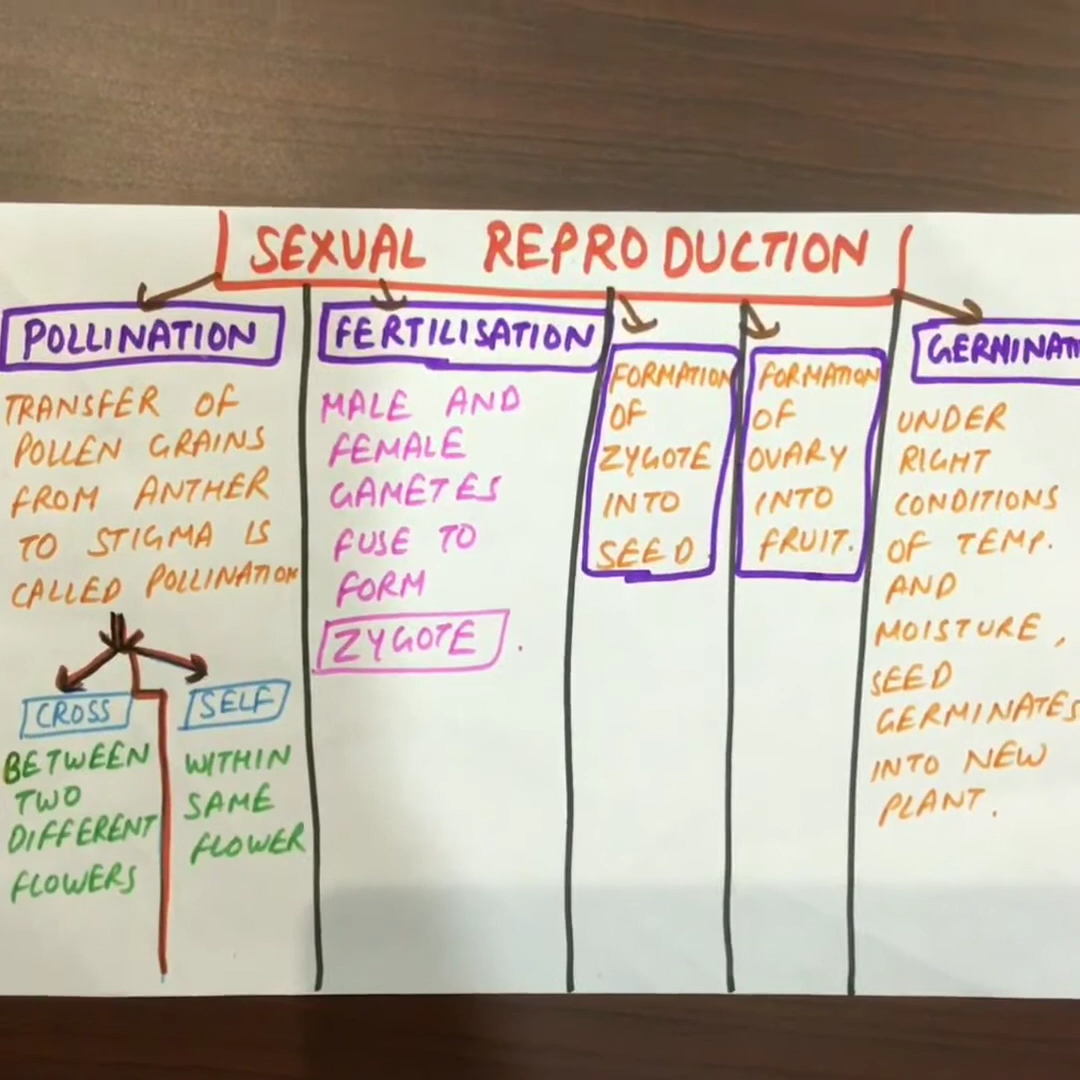 SEXUAL REPRODUCTION
POLLINATION
TRANSFER OF
POLLEN GRAINS
FROM ANTHER
TO STIGMA IS
CALLED POLLINATION
CROSS
BETWEEN
TWO
DIFFERENT
FLOWERS
SELF
WITHIN
SAME
FLOWER
FERTILISATION
MALE AND
FEMALE
GAMETES
FUSE TO
FORM
ZYGOTE.
FORMATION
OF
ZYGOTE
INTO
SEED.
FORMATION
OF
OVARY
INTO
FRUIT.
GERMINATI
UNDER
RIGHT
CONDITIONS
OF TEMP.
AND
MOISTURE,
SEED
GERMINATES
INTO NEW
PLANT.